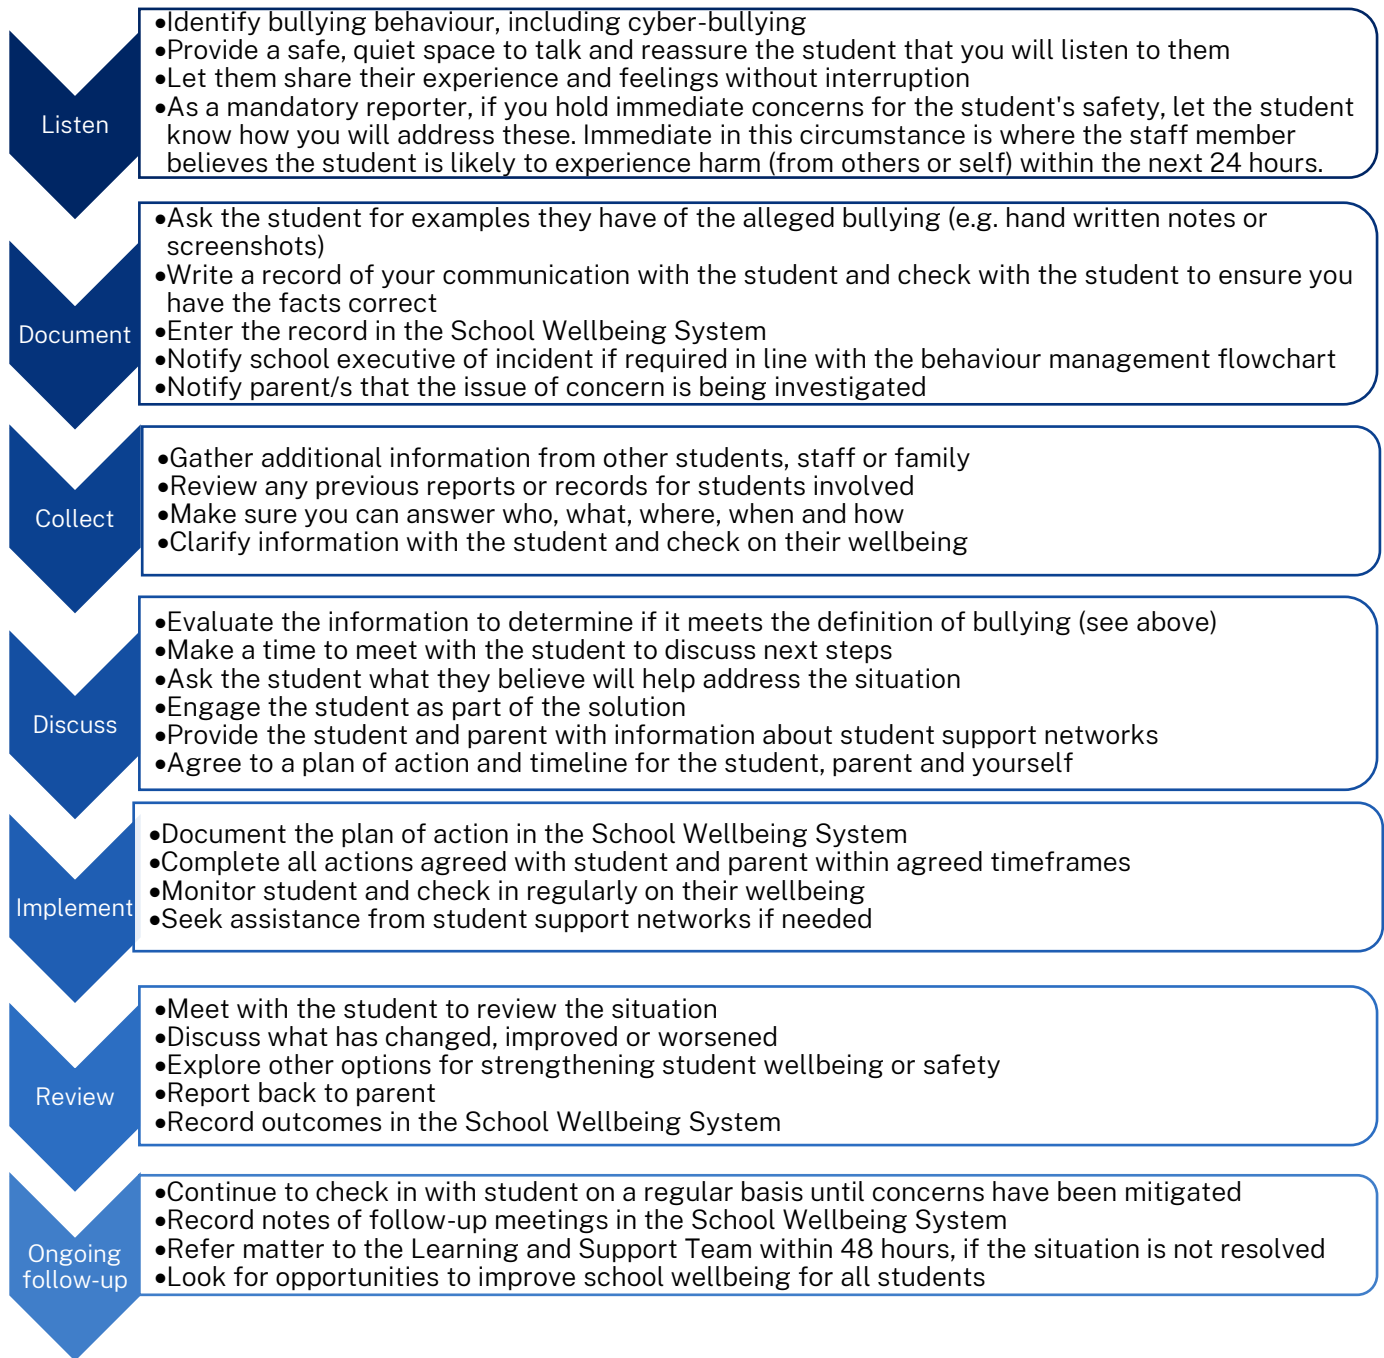 Listen
•Identify bullying behaviour, including cyber-bullying
•Provide a safe, quiet space to talk and reassure the student that you will listen to them
•Let them share their experience and feelings without interruption
•As a mandatory reporter, if you hold immediate concerns for the student's safety, let the student
know how you will address these. Immediate in this circumstance is where the staff member
believes the student is likely to experience harm (from others or self) within the next 24 hours.
Document
•Ask the student for examples they have of the alleged bullying (e.g. hand written notes or
screenshots)
•Write a record of your communication with the student and check with the student to ensure you
have the facts correct
•Enter the record in the School Wellbeing System
•Notify school executive of incident if required in line with the behaviour management flowchart
•Notify parent/s that the issue of concern is being investigated
Collect
•Gather additional information from other students, staff or family
•Review any previous reports or records for students involved
•Make sure you can answer who, what, where, when and how
•Clarify information with the student and check on their wellbeing
Discuss
•Evaluate the information to determine if it meets the definition of bullying (see above)
•Make a time to meet with the student to discuss next steps
•Ask the student what they believe will help address the situation
•Engage the student as part of the solution
•Provide the student and parent with information about student support networks
•Agree to a plan of action and timeline for the student, parent and yourself
Implement
•Document the plan of action in the School Wellbeing System
•Complete all actions agreed with student and parent within agreed timeframes
•Monitor student and check in regularly on their wellbeing
•Seek assistance from student support networks if needed
Review
•Meet with the student to review the situation
•Discuss what has changed, improved or worsened
•Explore other options for strengthening student wellbeing or safety
•Report back to parent
•Record outcomes in the School Wellbeing System
Ongoing
follow-up
•Continue to check in with student on a regular basis until concerns have been mitigated
•Record notes of follow-up meetings in the School Wellbeing System
•Refer matter to the Learning and Support Team within 48 hours, if the situation is not resolved
•Look for opportunities to improve school wellbeing for all students